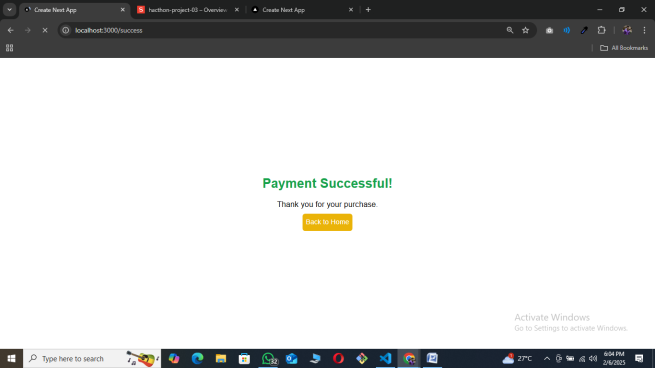 Create Next App
hacthon-project-03 – Overview
Create Next App
localhost:3000/success
All Bookmarks
Payment Successful!
Thank you for your purchase.
Back to Home
Activate Windows
Go to Settings to activate Windows.
Type here to search
32
27°C
6:04 PM
2/6/2025